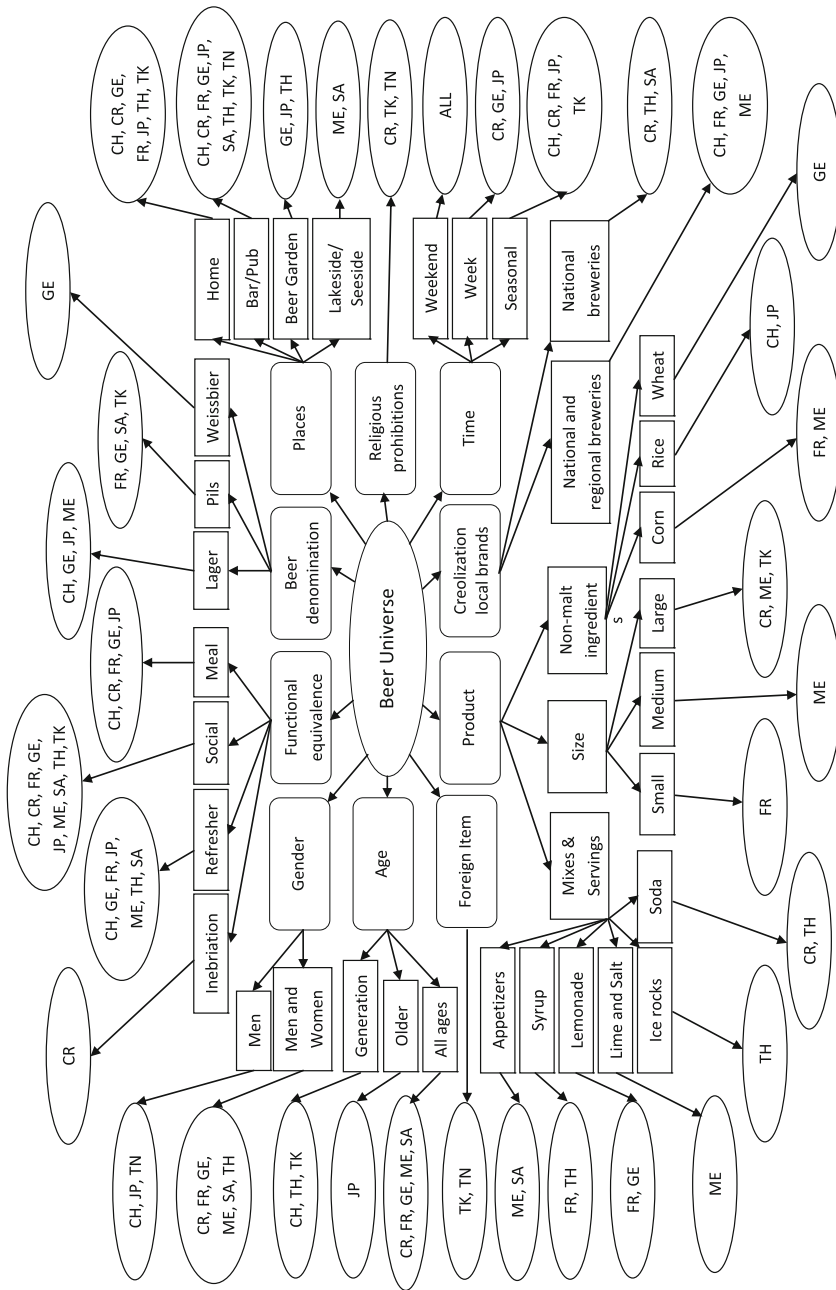 CH, JP, TN
CR, FR, GE,
ME, SA, TH
CH, TH, TK
JP
CR, FR, GE, ME, SA
TK, TN
ME, SA
FR, TH
FR, GE
ME
CR
Men
Men and
Women
Generation
Older
All ages
Appetizers
Syrup
Lemonade
Lime and Salt
Ice rocks
TH
CH, GE, FR, JP,
ME, TH, SA
Inebriation
Gender
Age
Foreign Item
Mixes &
Servings
Soda
CR, TH
CH, CR, FR, GE,
JP, ME, SA, TH,TK
Refresher
Social
Meal
Functional
equivalence
Beer Universe
Product
Size
Small
Medium
Large
FR
ME
CR, ME, TK
CH, CR, FR, GE, JP
CH, GE, JP, ME
Lager
Pils
Weissbier
Beer
denomination
Creolization
local brands
Non-malt
ingredient
s
Corn
Rice
Wheat
FR, ME
CH, JP
GE
FR, GE, SA, TK
GE
Places
Religious
prohibitions
Time
National and
regional breweries
National
breweries
Home
Bar/Pub
Beer Garden
Lakeside/
Seeside
Weekend
Week
Seasonal
CH, CR, GE,
FR, JP, TH, TK
CH, CR, FR, GE, JP,
SA, TH, TK, TN
GE, JP, TH
ME, SA
CR, TK, TN
ALL
CR, GE, JP
CH, CR, FR, JP,
TK
CR, TH, SA
CH, FR, GE, JP,
ME